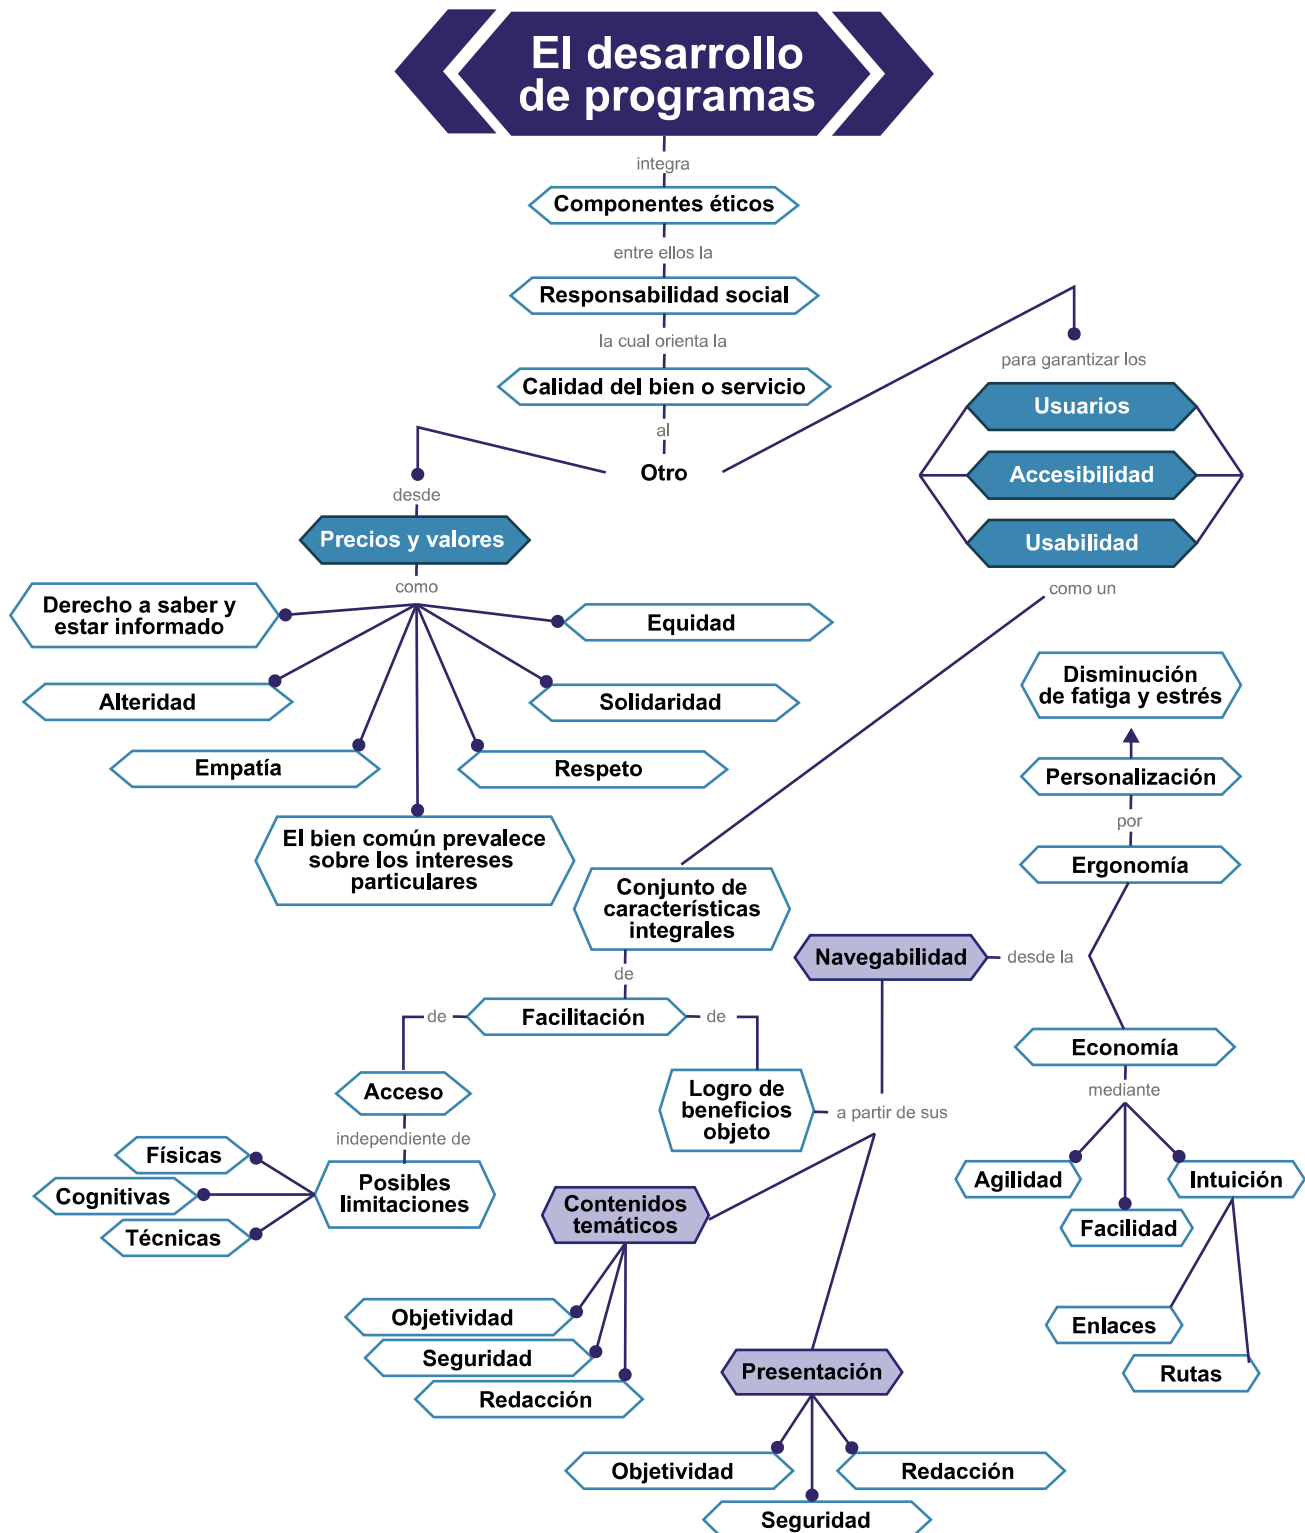 El desarrollo
de programas
integra
Componentes éticos
entre ellos la
Responsabilidad social
la cual orienta la
Calidad del bien o servicio
al
Otro
para garantizar los
Usuarios
Accesibilidad
Usabilidad
como un
desde
Precios y valores
como
Derecho a saber y
estar informado
Equidad
Alteridad
Solidaridad
Empatía
Respeto
El bien común prevalece
sobre los intereses
particulares
Disminución
de fatiga y estrés
Personalización
por
Ergonomía
Conjunto de
características
integrales
Navegabilidad
desde la
de
de
Facilitación
de
Economía
mediante
Acceso
Logro de
beneficios
objeto
a partir de sus
independiente de
Físicas
Cognitivas
Técnicas
Posibles
limitaciones
Agilidad
Intuición
Facilidad
Contenidos
temáticos
Enlaces
Rutas
Objetividad
Seguridad
Redacción
Presentación
Objetividad
Redacción
Seguridad